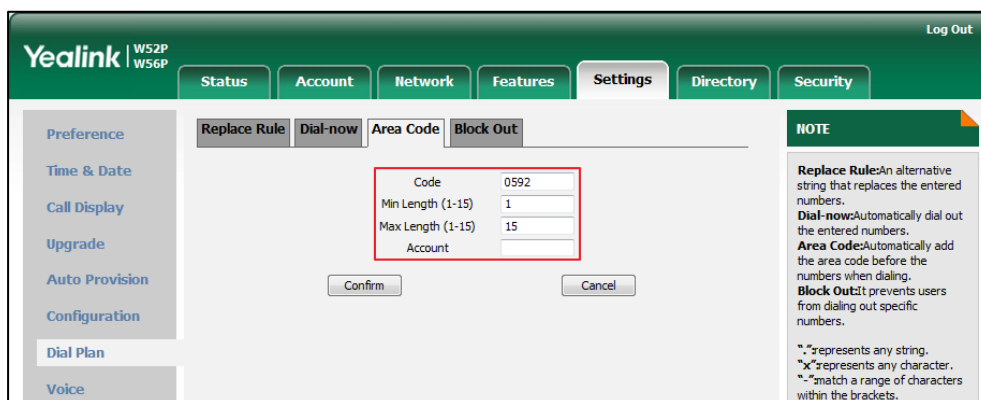 Log Out
Yealink | W52P
W56P
Status Account Network Features Settings Directory Security
Preference
Time & Date
Call Display
Upgrade
Auto Provision
Configuration
Dial Plan
Voice
Replace Rule Dial-now Area Code Block Out
Code 0592
Min Length (1-15) 1
Max Length (1-15) 15
Account
Confirm Cancel
NOTE
Replace Rule:An alternative
string that replaces the entered
numbers.
Dial-now:Automatically dial out
the entered numbers.
Area Code:Automatically add
the area code before the
numbers when dialing.
Block Out:It prevents users
from dialing out specific
numbers.
".":represents any string.
"x":represents any character.
"-":match a range of characters
within the brackets.